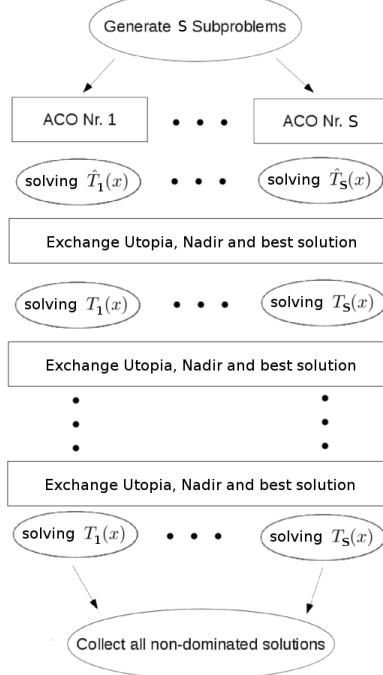 Generate S Subproblems
ACO Nr. 1 • • • ACO Nr. S
solving T̂₁(x) • • • solving T̂ₛ(x)
Exchange Utopia, Nadir and best solution
solving T₁(x) • • • solving Tₛ(x)
Exchange Utopia, Nadir and best solution
Exchange Utopia, Nadir and best solution
solving T₁(x) • • • solving Tₛ(x)
Collect all non-dominated solutions